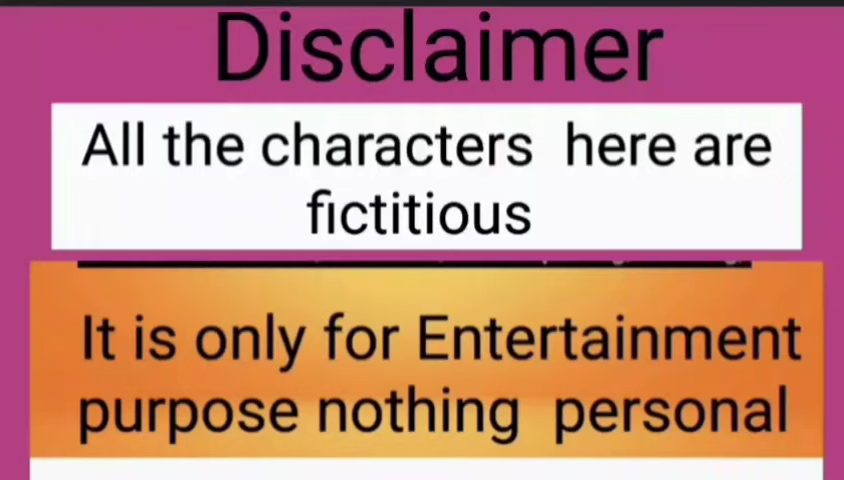 Disclaimer
All the characters here are
fictitious
It is only for Entertainment
purpose nothing personal